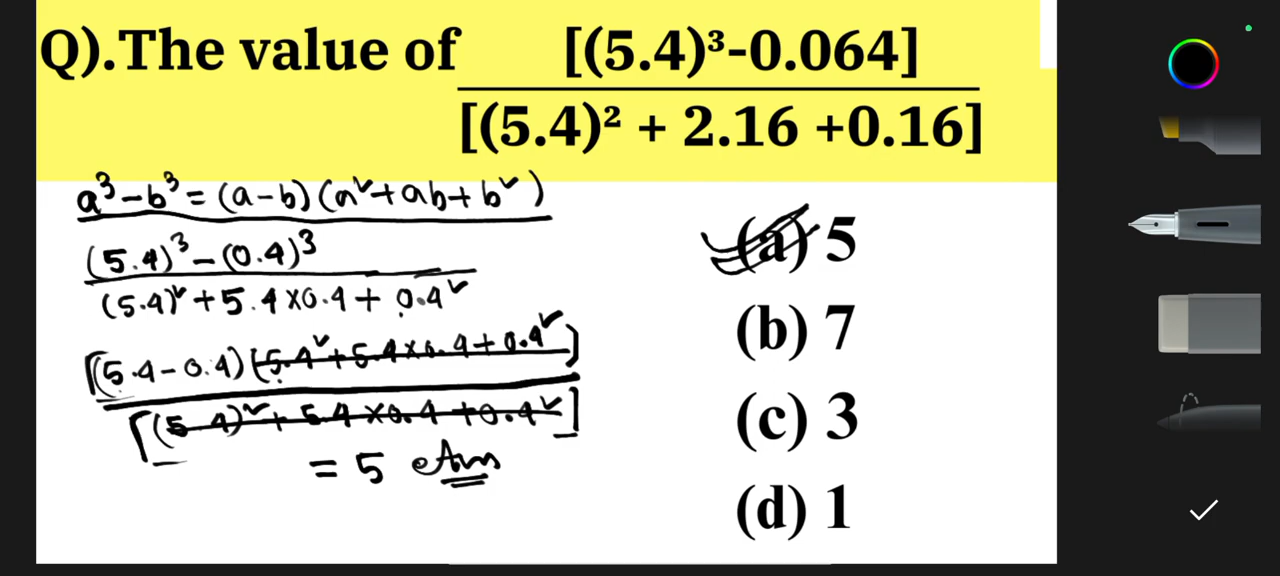 Q).The value of [(5.4)³-0.064]
[(5.4)² + 2.16 +0.16]
a³-b³ = (a-b) (a²+ab+b²)
(5.4)³ - (0.4)³
(5.4)² + 5.4 × 0.4 + 0.4²
[(5.4-0.4) (5.4²+5.4×0.4+0.4²]
[(5.4)²+ 5.4 ×0.4 +0.4²]
= 5 Ans
(a) 5
(b) 7
(c) 3
(d) 1